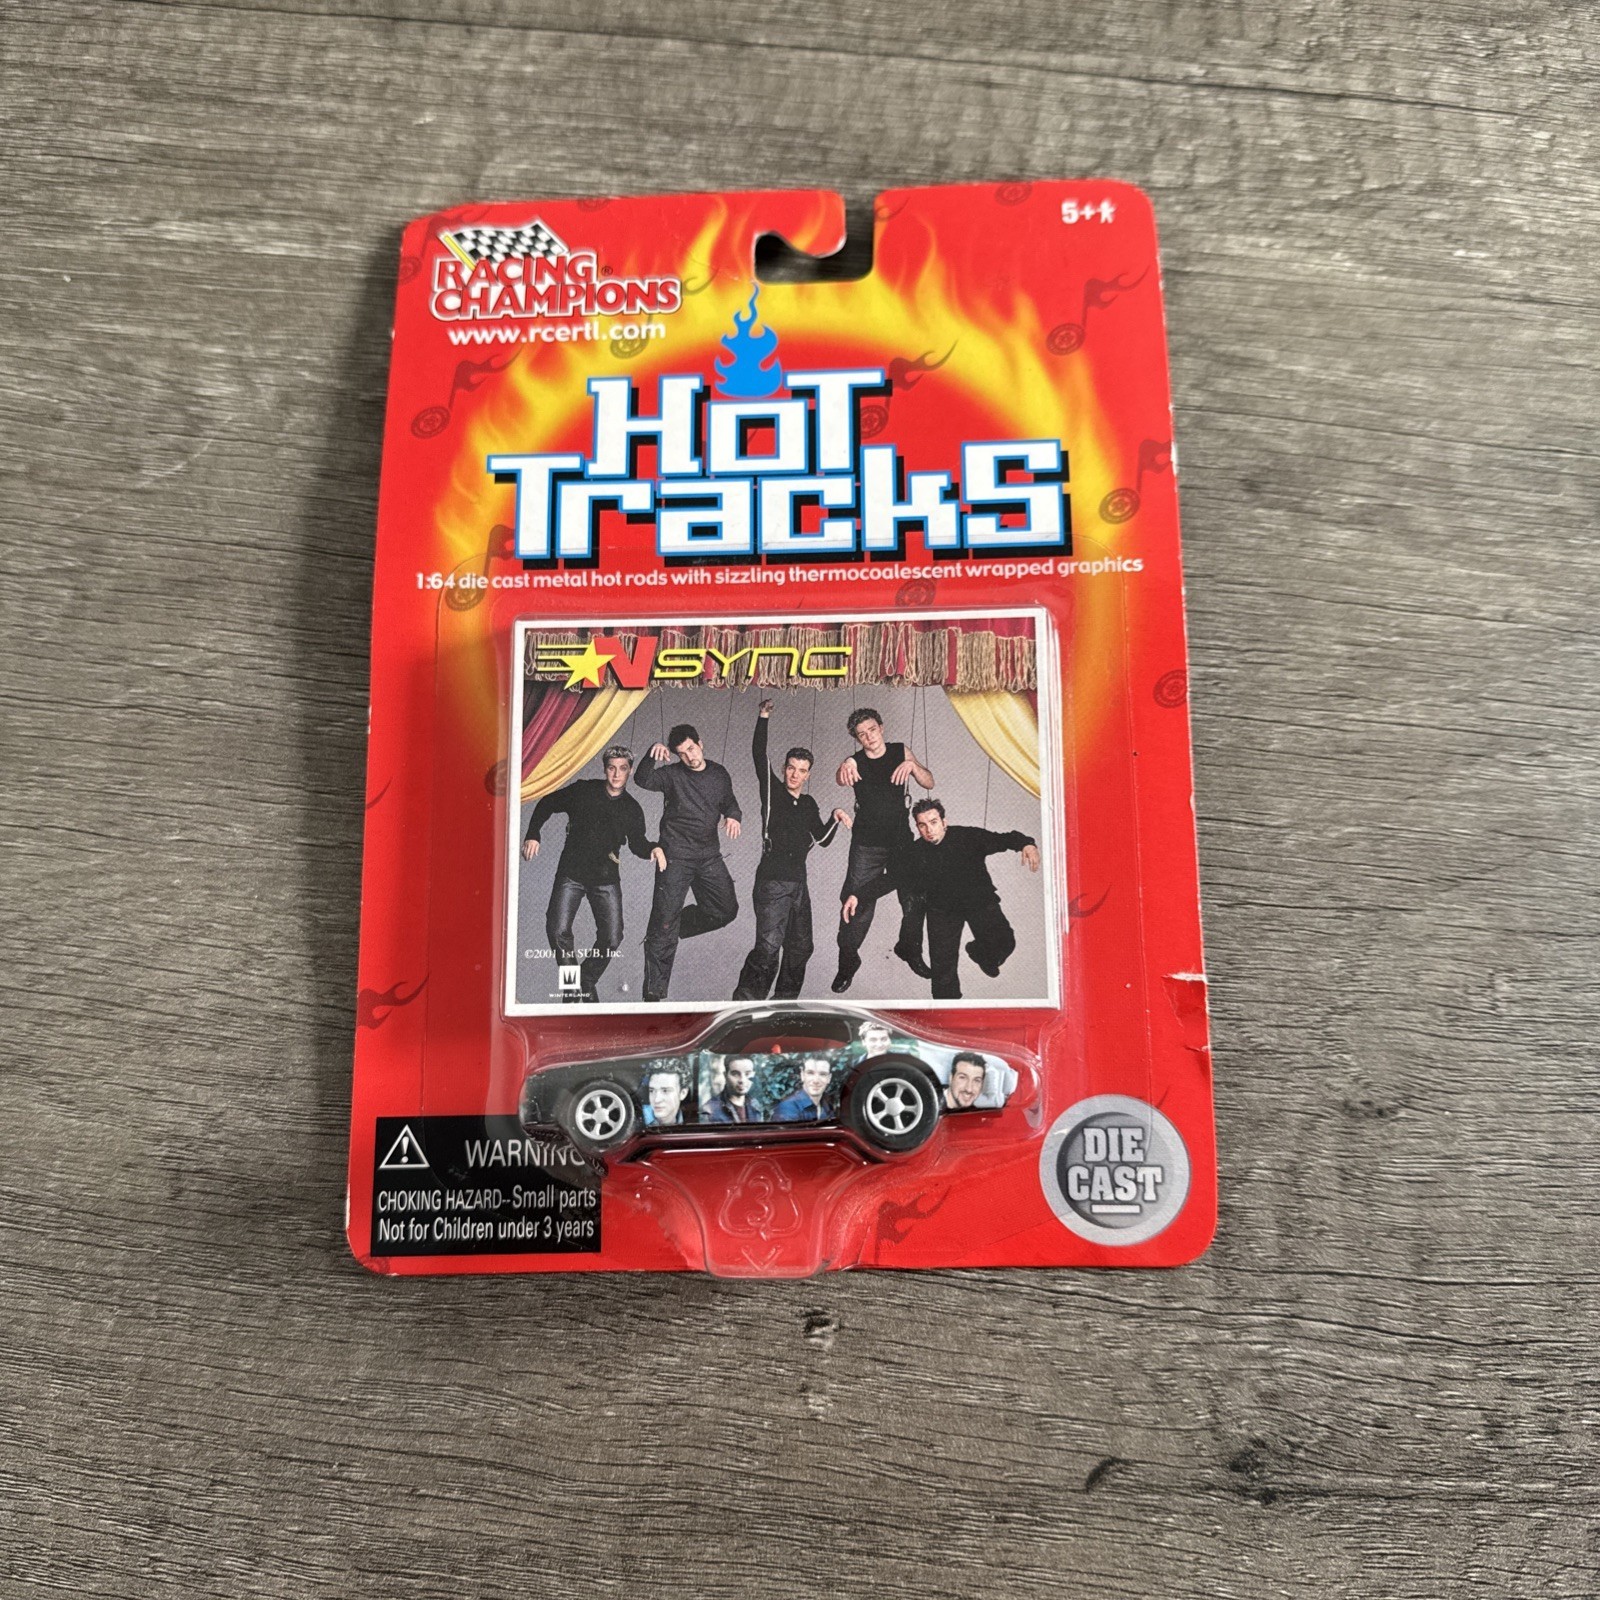 5+
RACING®
CHAMPIONS
www.rcertl.com
HOT
Tracks
1:64 die cast metal hot rods with sizzling thermocoalescent wrapped graphics
NSYNC
©2001 1st SUB, Inc.
WINTERLAND
WARNING
CHOKING HAZARD--Small parts
Not for Children under 3 years
3
V
DIE
CAST